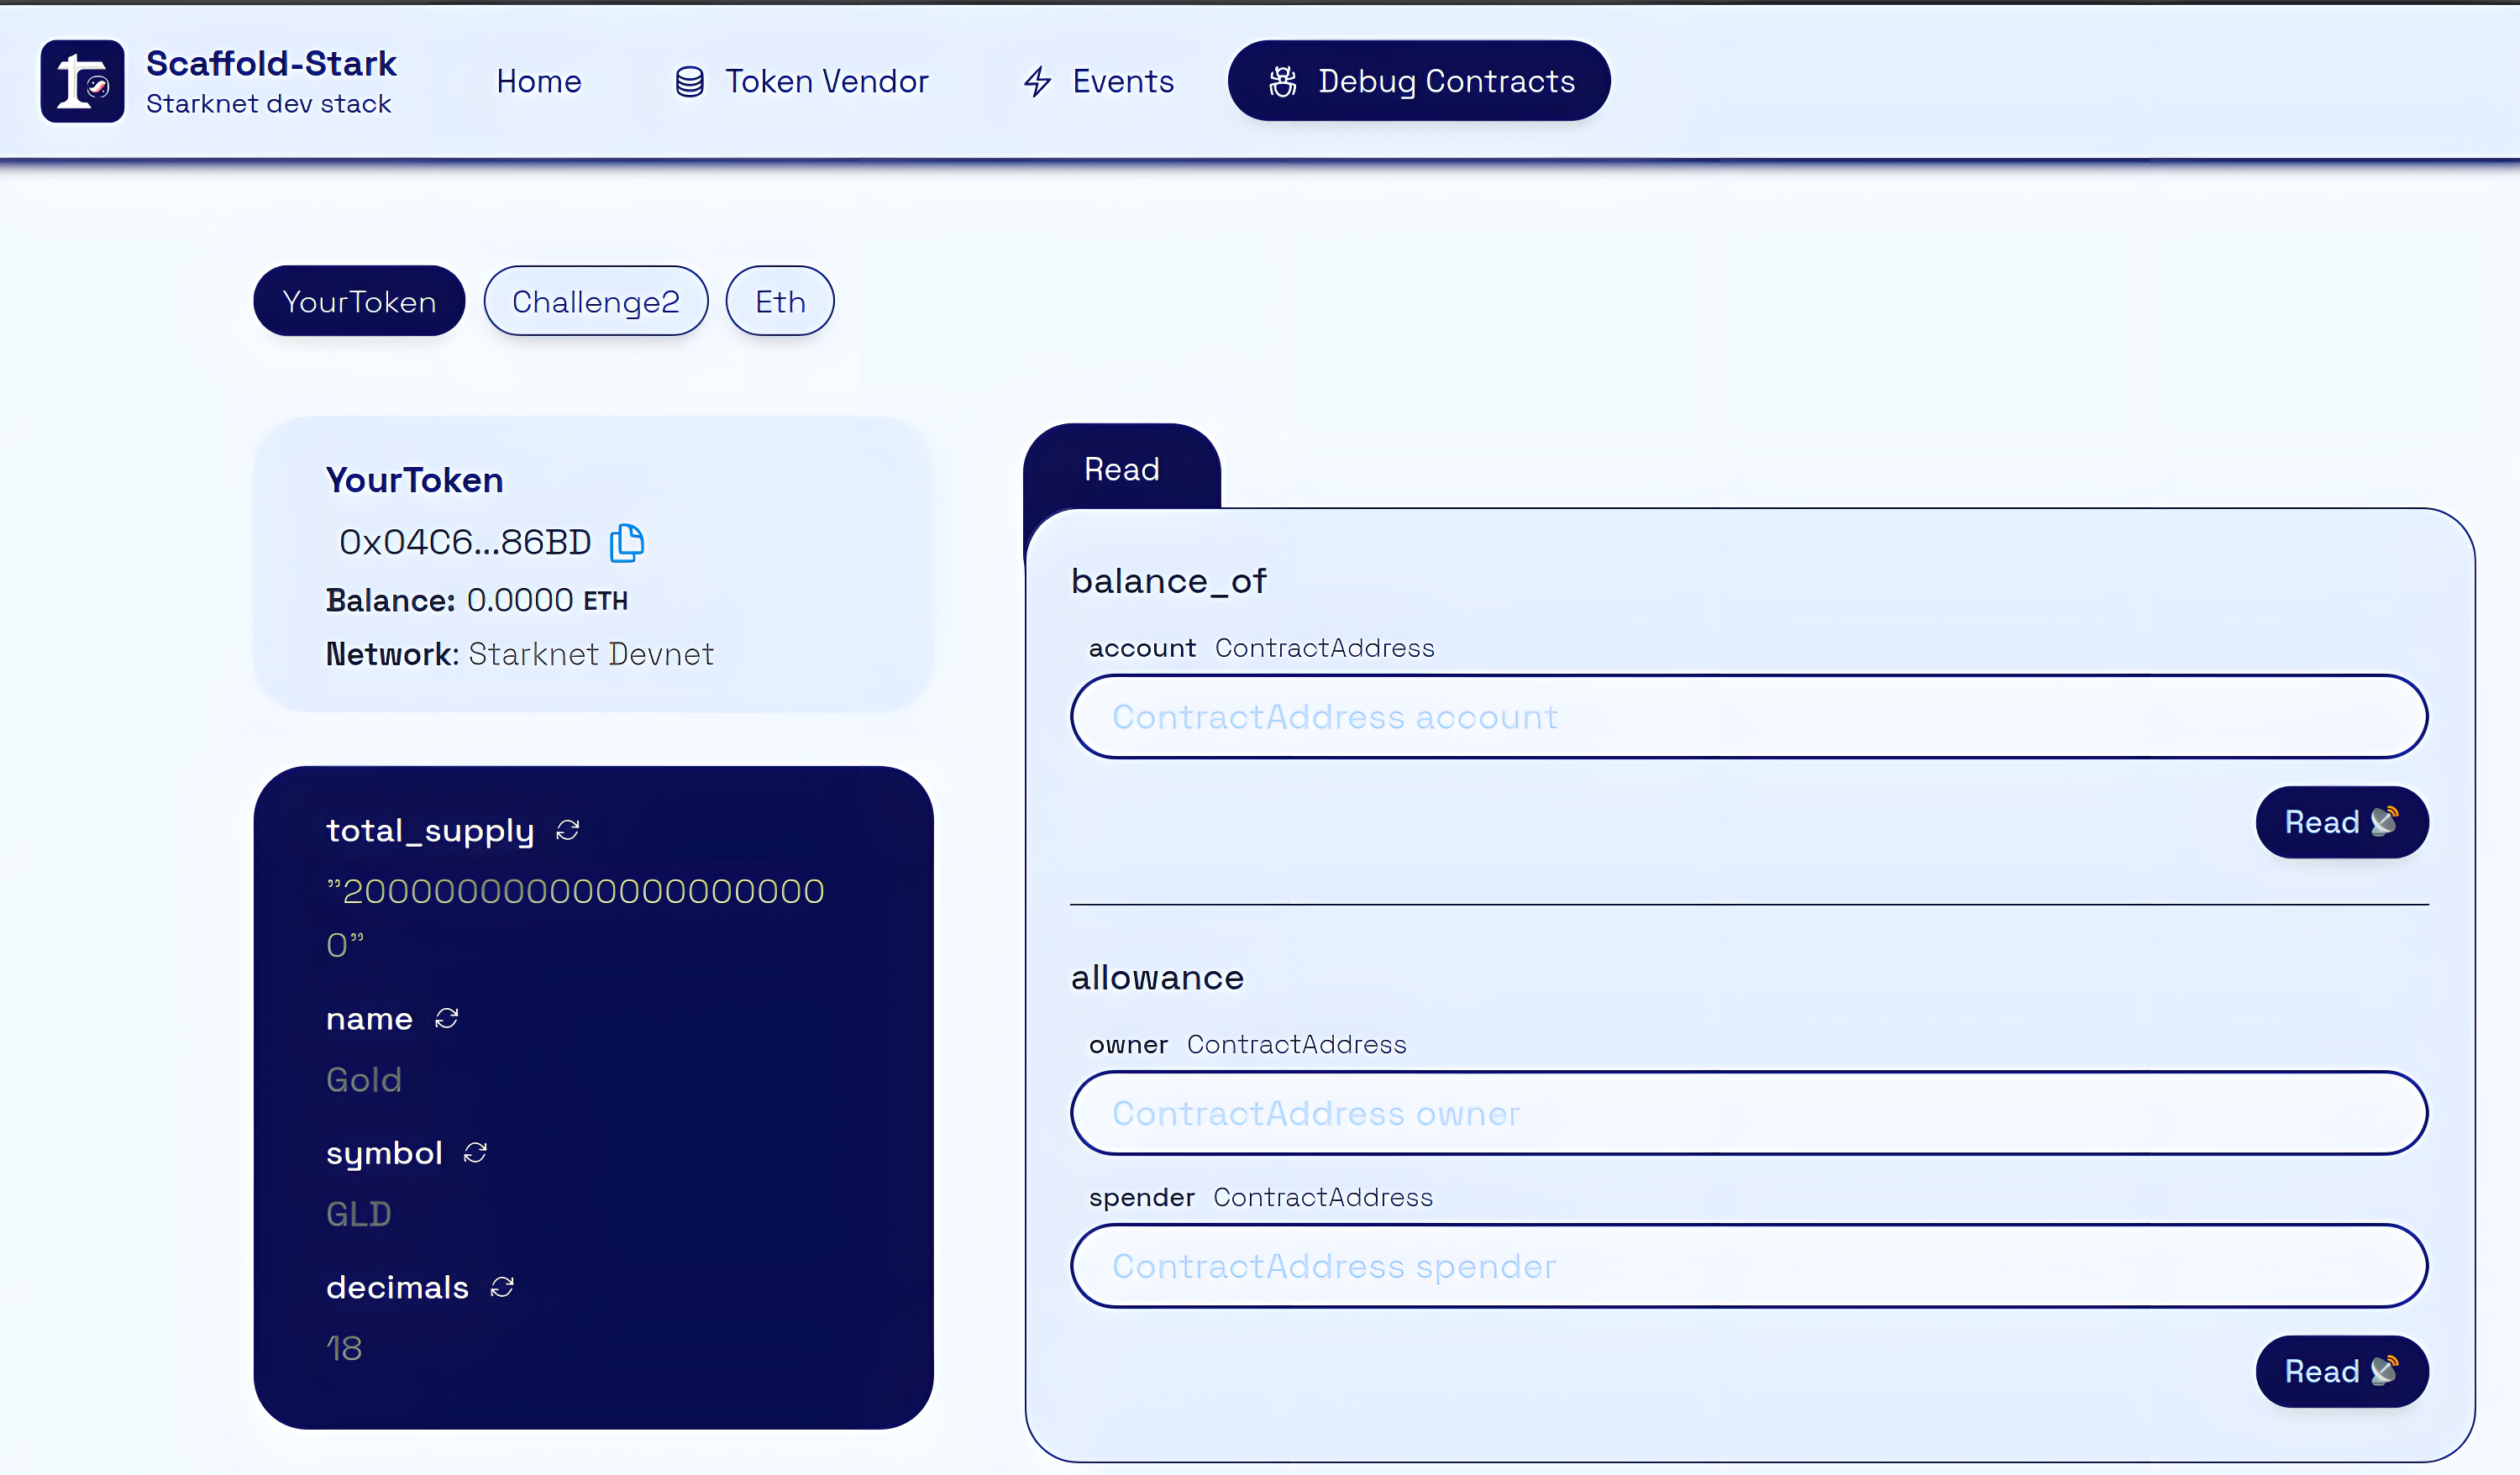 Scaffold-Stark
Starknet dev stack
Home
Token Vendor
Events
Debug Contracts
YourToken
Challenge2
Eth
YourToken
0x04C6...86BD
Balance: 0.0000 ETH
Network: Starknet Devnet
total_supply
"200000000000000000000
0"
name
Gold
symbol
GLD
decimals
18
Read
balance_of
account ContractAddress
ContractAddress account
Read
allowance
owner ContractAddress
ContractAddress owner
spender ContractAddress
ContractAddress spender
Read